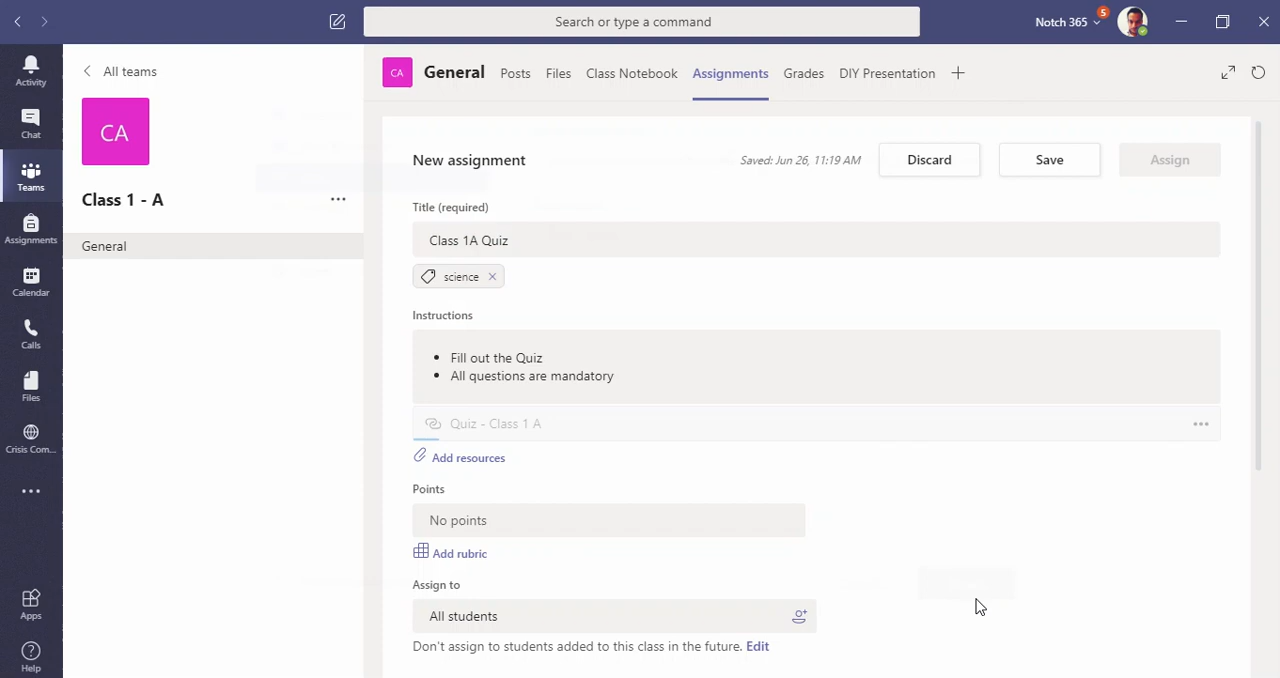 Search or type a command
Notch 365
5
Activity
Chat
Teams
Assignments
Calendar
Calls
Files
Crisis Com...
Apps
Help
All teams
CA
Class 1 - A
General
CA
General
Posts
Files
Class Notebook
Assignments
Grades
DIY Presentation
New assignment
Saved: Jun 26, 11:19 AM
Discard
Save
Assign
Title (required)
Class 1A Quiz
science
Instructions
• Fill out the Quiz
• All questions are mandatory
Quiz - Class 1 A
Add resources
Points
No points
Add rubric
Assign to
All students
Don't assign to students added to this class in the future. Edit